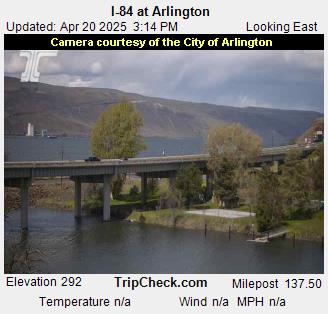 I-84 at Arlington
Updated: Apr 20 2025 3:14 PM Looking East
Camera courtesy of the City of Arlington
Elevation 292 TripCheck.com Milepost 137.50
Temperature n/a Wind n/a MPH n/a